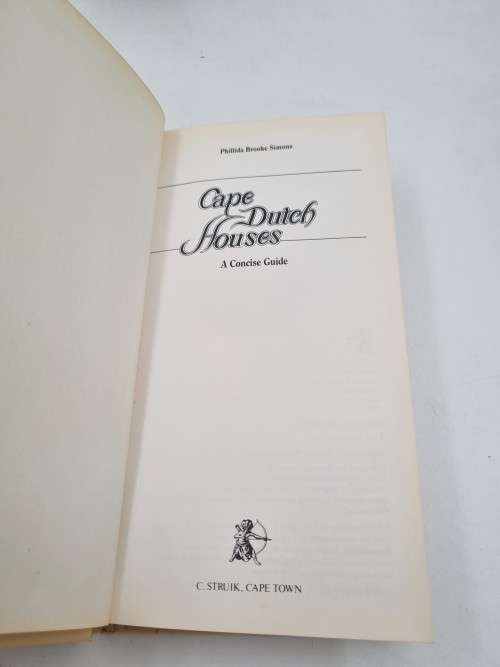 Phillida Brooke Simons
Cape
Dutch
Houses
A Concise Guide
C. STRUIK, CAPE TOWN